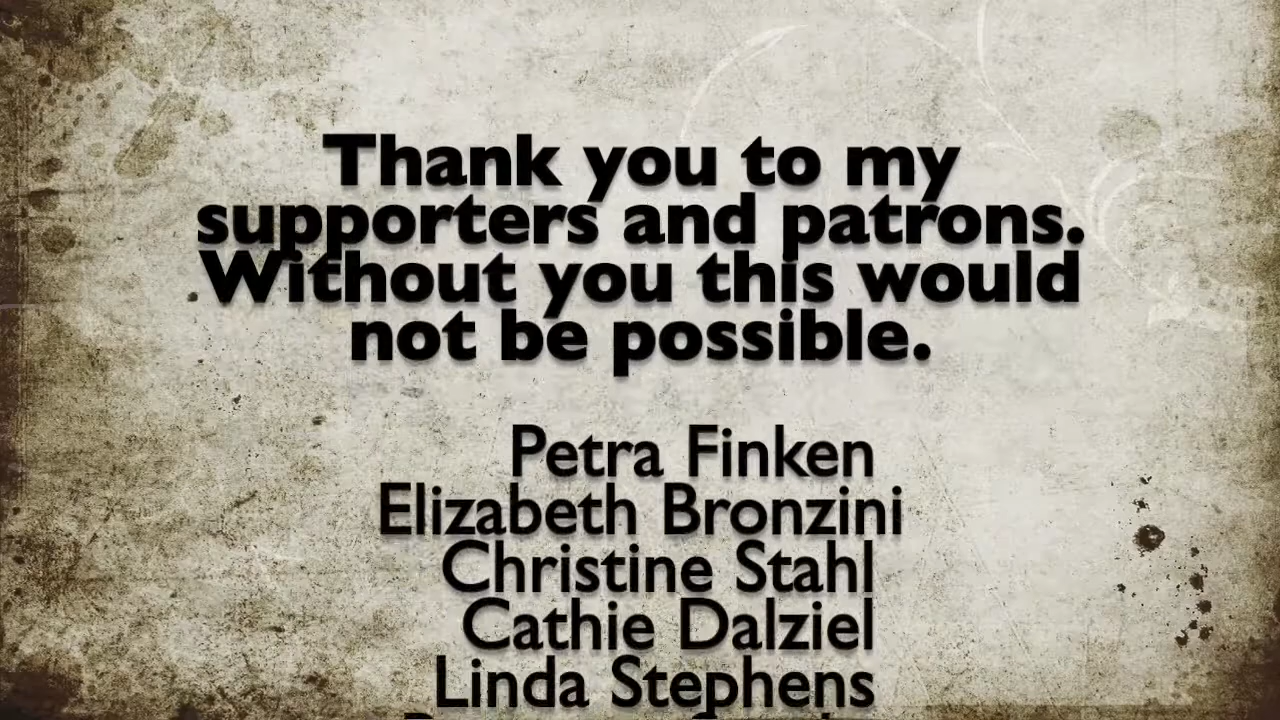 Thank you to my
supporters and patrons.
Without you this would
not be possible.
Petra Finken
Elizabeth Bronzini
Christine Stahl
Cathie Dalziel
Linda Stephens